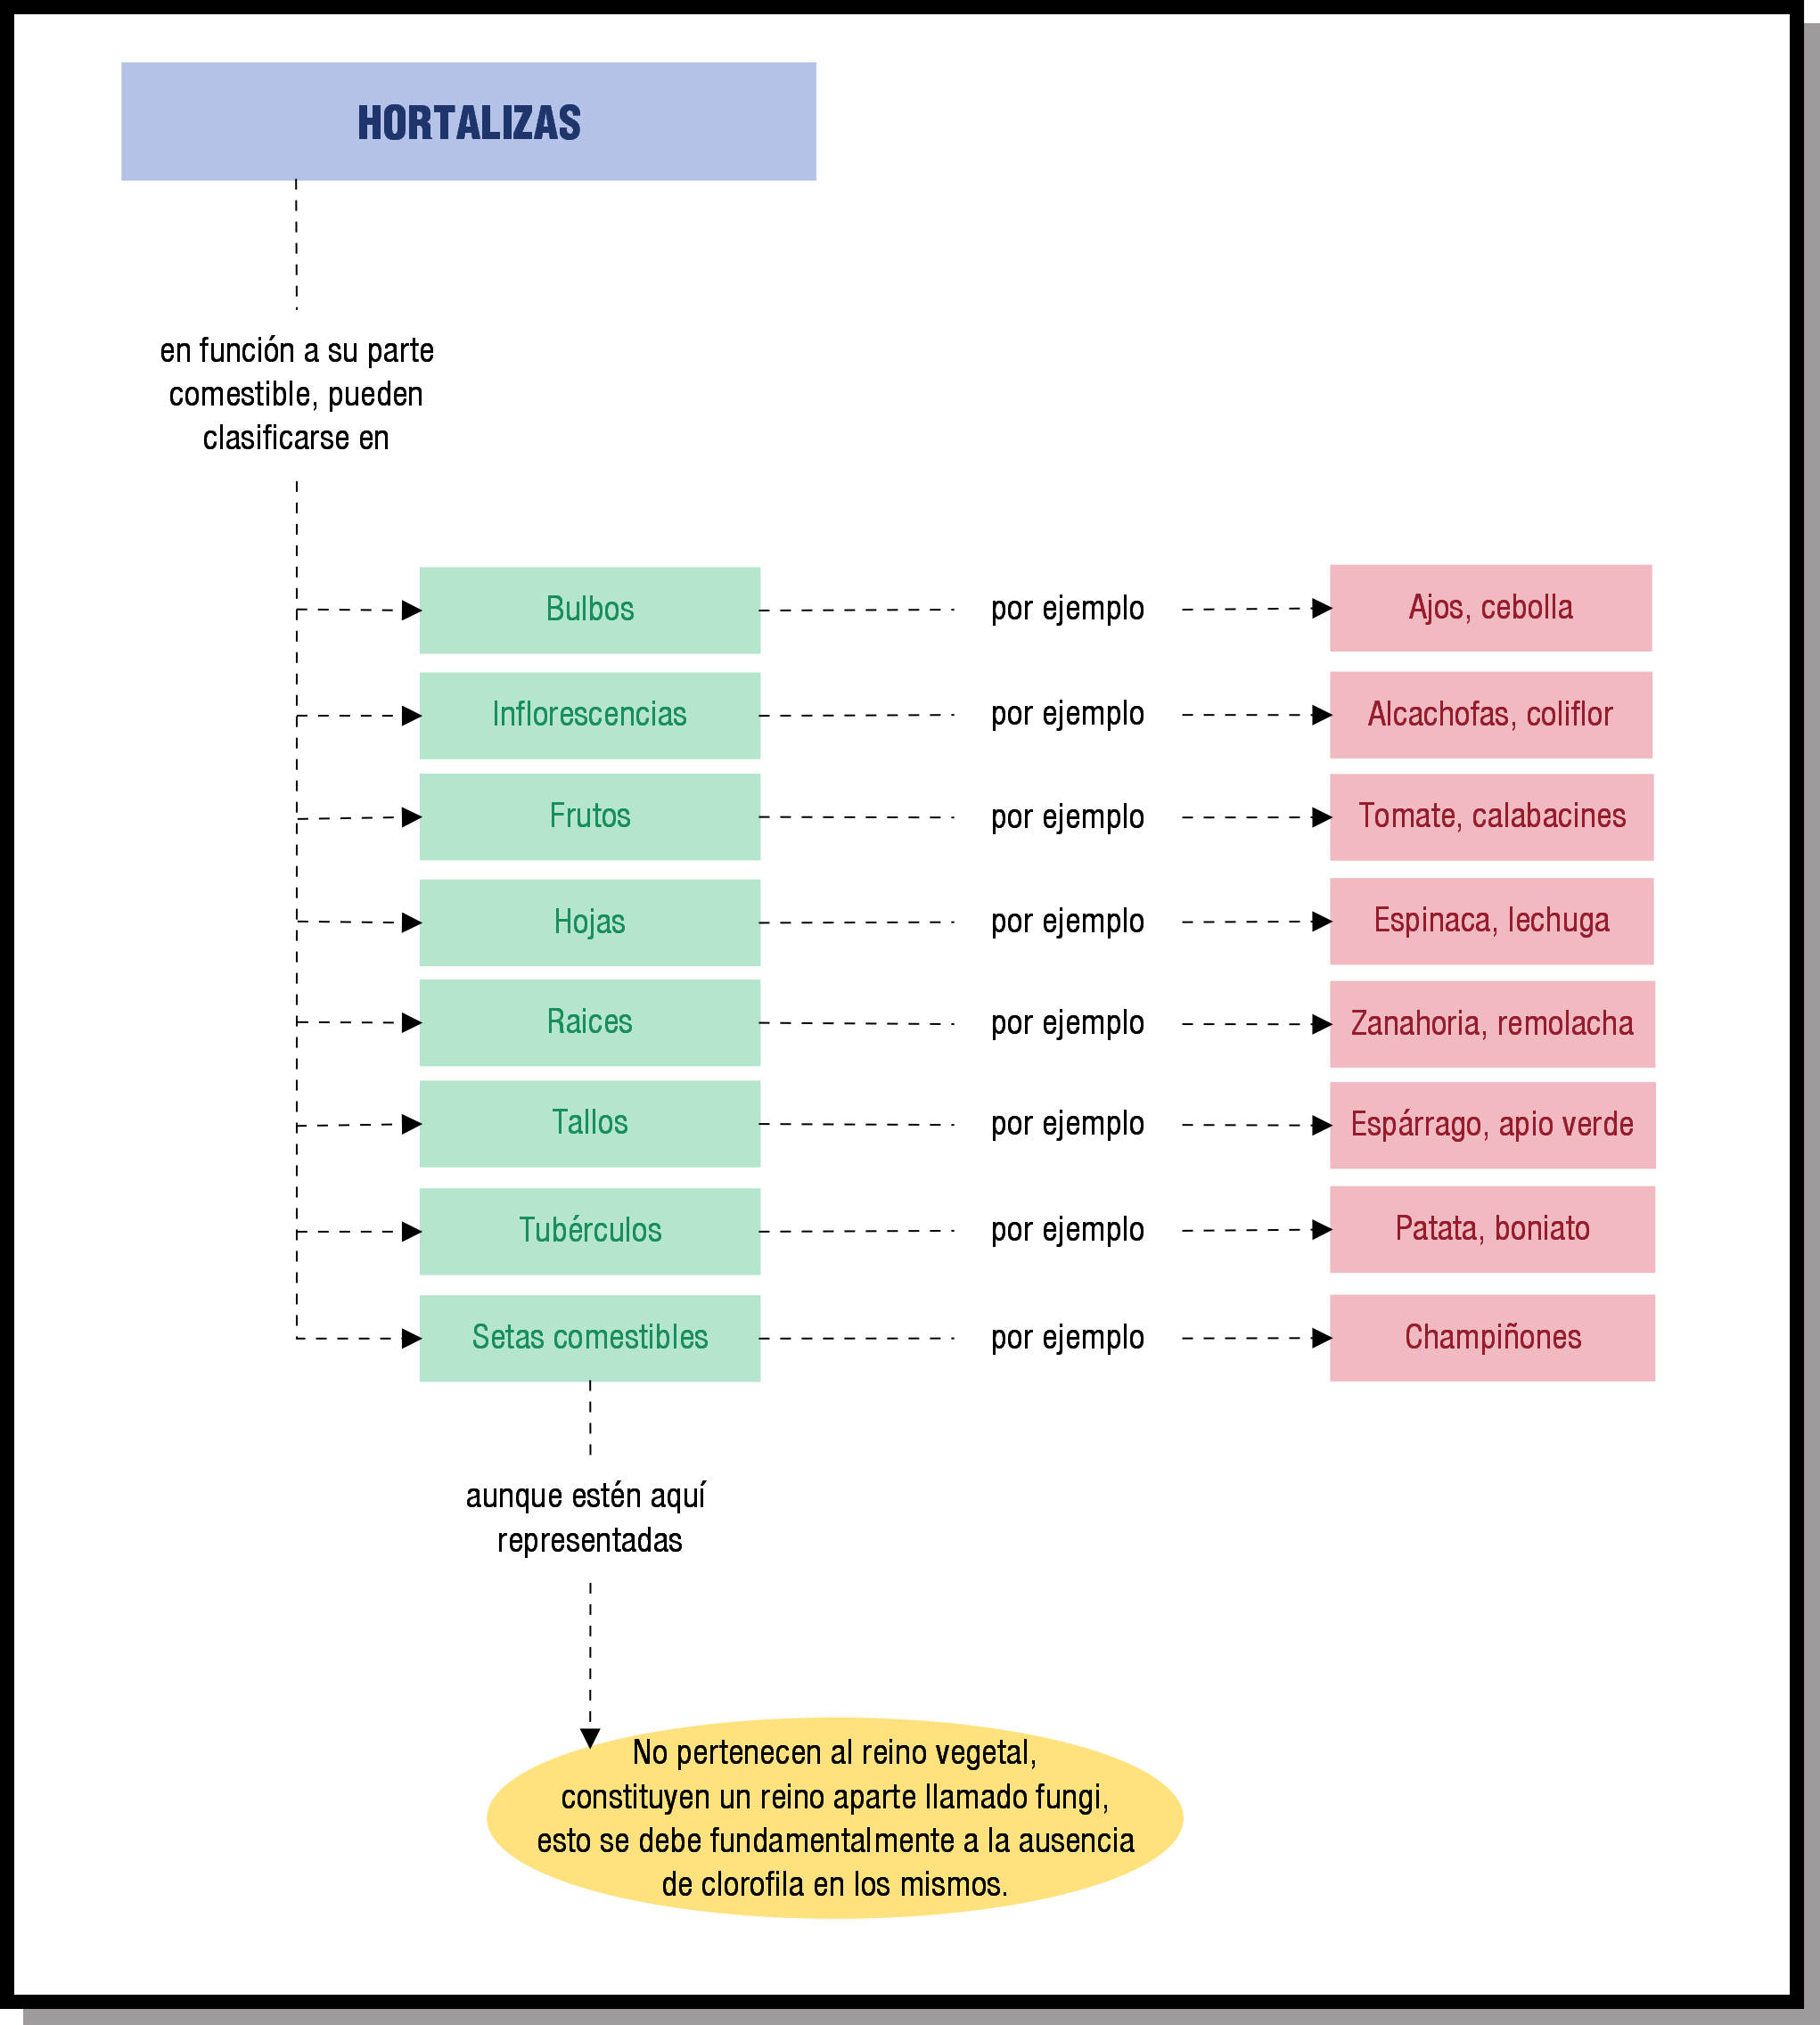 HORTALIZAS
en función a su parte
comestible, pueden
clasificarse en
Bulbos por ejemplo Ajos, cebolla
Inflorescencias por ejemplo Alcachofas, coliflor
Frutos por ejemplo Tomate, calabacines
Hojas por ejemplo Espinaca, lechuga
Raices por ejemplo Zanahoria, remolacha
Tallos por ejemplo Espárrago, apio verde
Tubérculos por ejemplo Patata, boniato
Setas comestibles por ejemplo Champiñones
aunque estén aquí
representadas
No pertenecen al reino vegetal,
constituyen un reino aparte llamado fungi,
esto se debe fundamentalmente a la ausencia
de clorofila en los mismos.